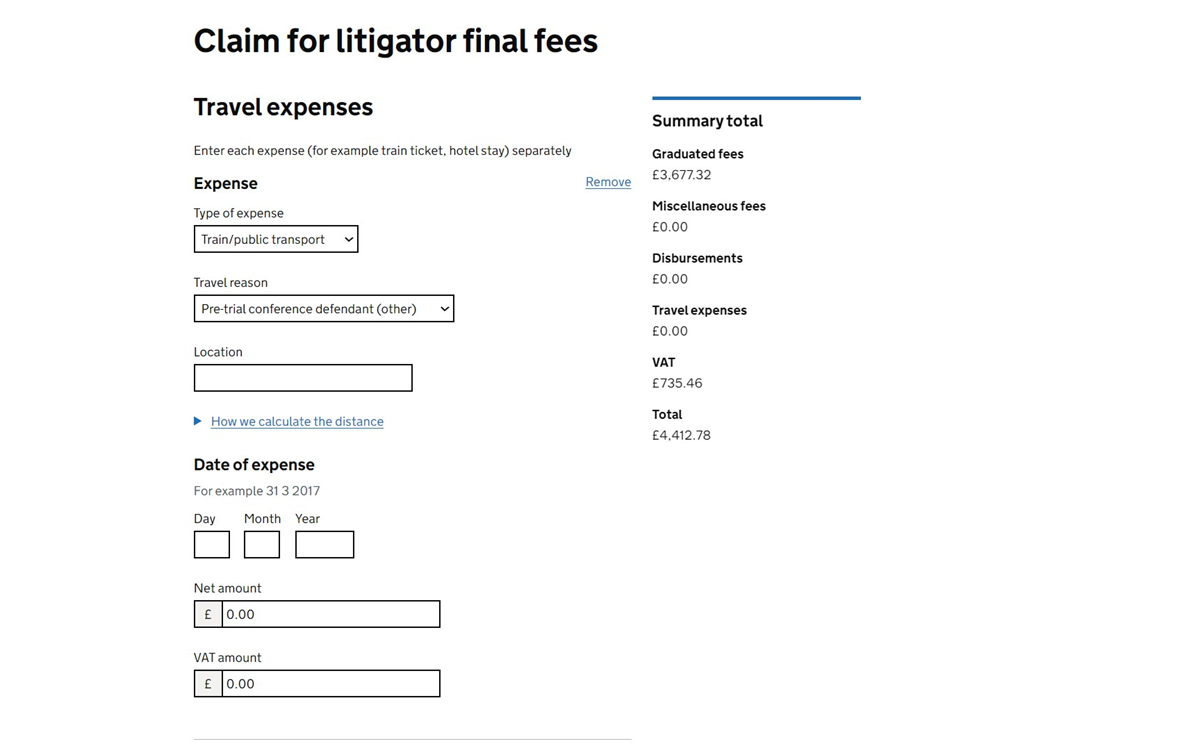 Claim for litigator final fees
Travel expenses
Enter each expense (for example train ticket, hotel stay) separately
Expense
Remove
Type of expense
Train/public transport
Travel reason
Pre-trial conference defendant (other)
Location
How we calculate the distance
Date of expense
For example 31 3 2017
Day Month Year
Net amount
£ 0.00
VAT amount
£ 0.00
Summary total
Graduated fees
£3,677.32
Miscellaneous fees
£0.00
Disbursements
£0.00
Travel expenses
£0.00
VAT
£735.46
Total
£4,412.78